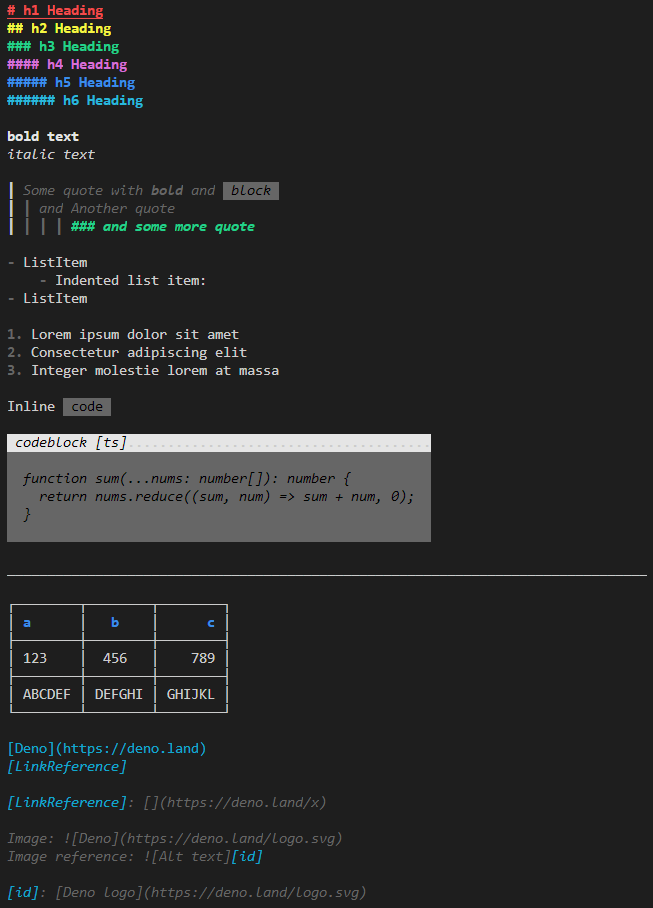 # h1 Heading
## h2 Heading
### h3 Heading
#### h4 Heading
##### h5 Heading
###### h6 Heading
bold text
italic text
Some quote with bold and block
and Another quote
### and some more quote
- ListItem
- Indented list item:
- ListItem
1. Lorem ipsum dolor sit amet
2. Consectetur adipiscing elit
3. Integer molestie lorem at massa
Inline code
codeblock [ts]
function sum(...nums: number[]): number {
return nums.reduce((sum, num) => sum + num, 0);
}
a b c
123 456 789
ABCDEF DEFGHI GHIJKL
[Deno](https://deno.land)
[LinkReference]
[LinkReference]: [](https://deno.land/x)
Image: ![Deno](https://deno.land/logo.svg)
Image reference: ![Alt text][id]
[id]: [Deno logo](https://deno.land/logo.svg)